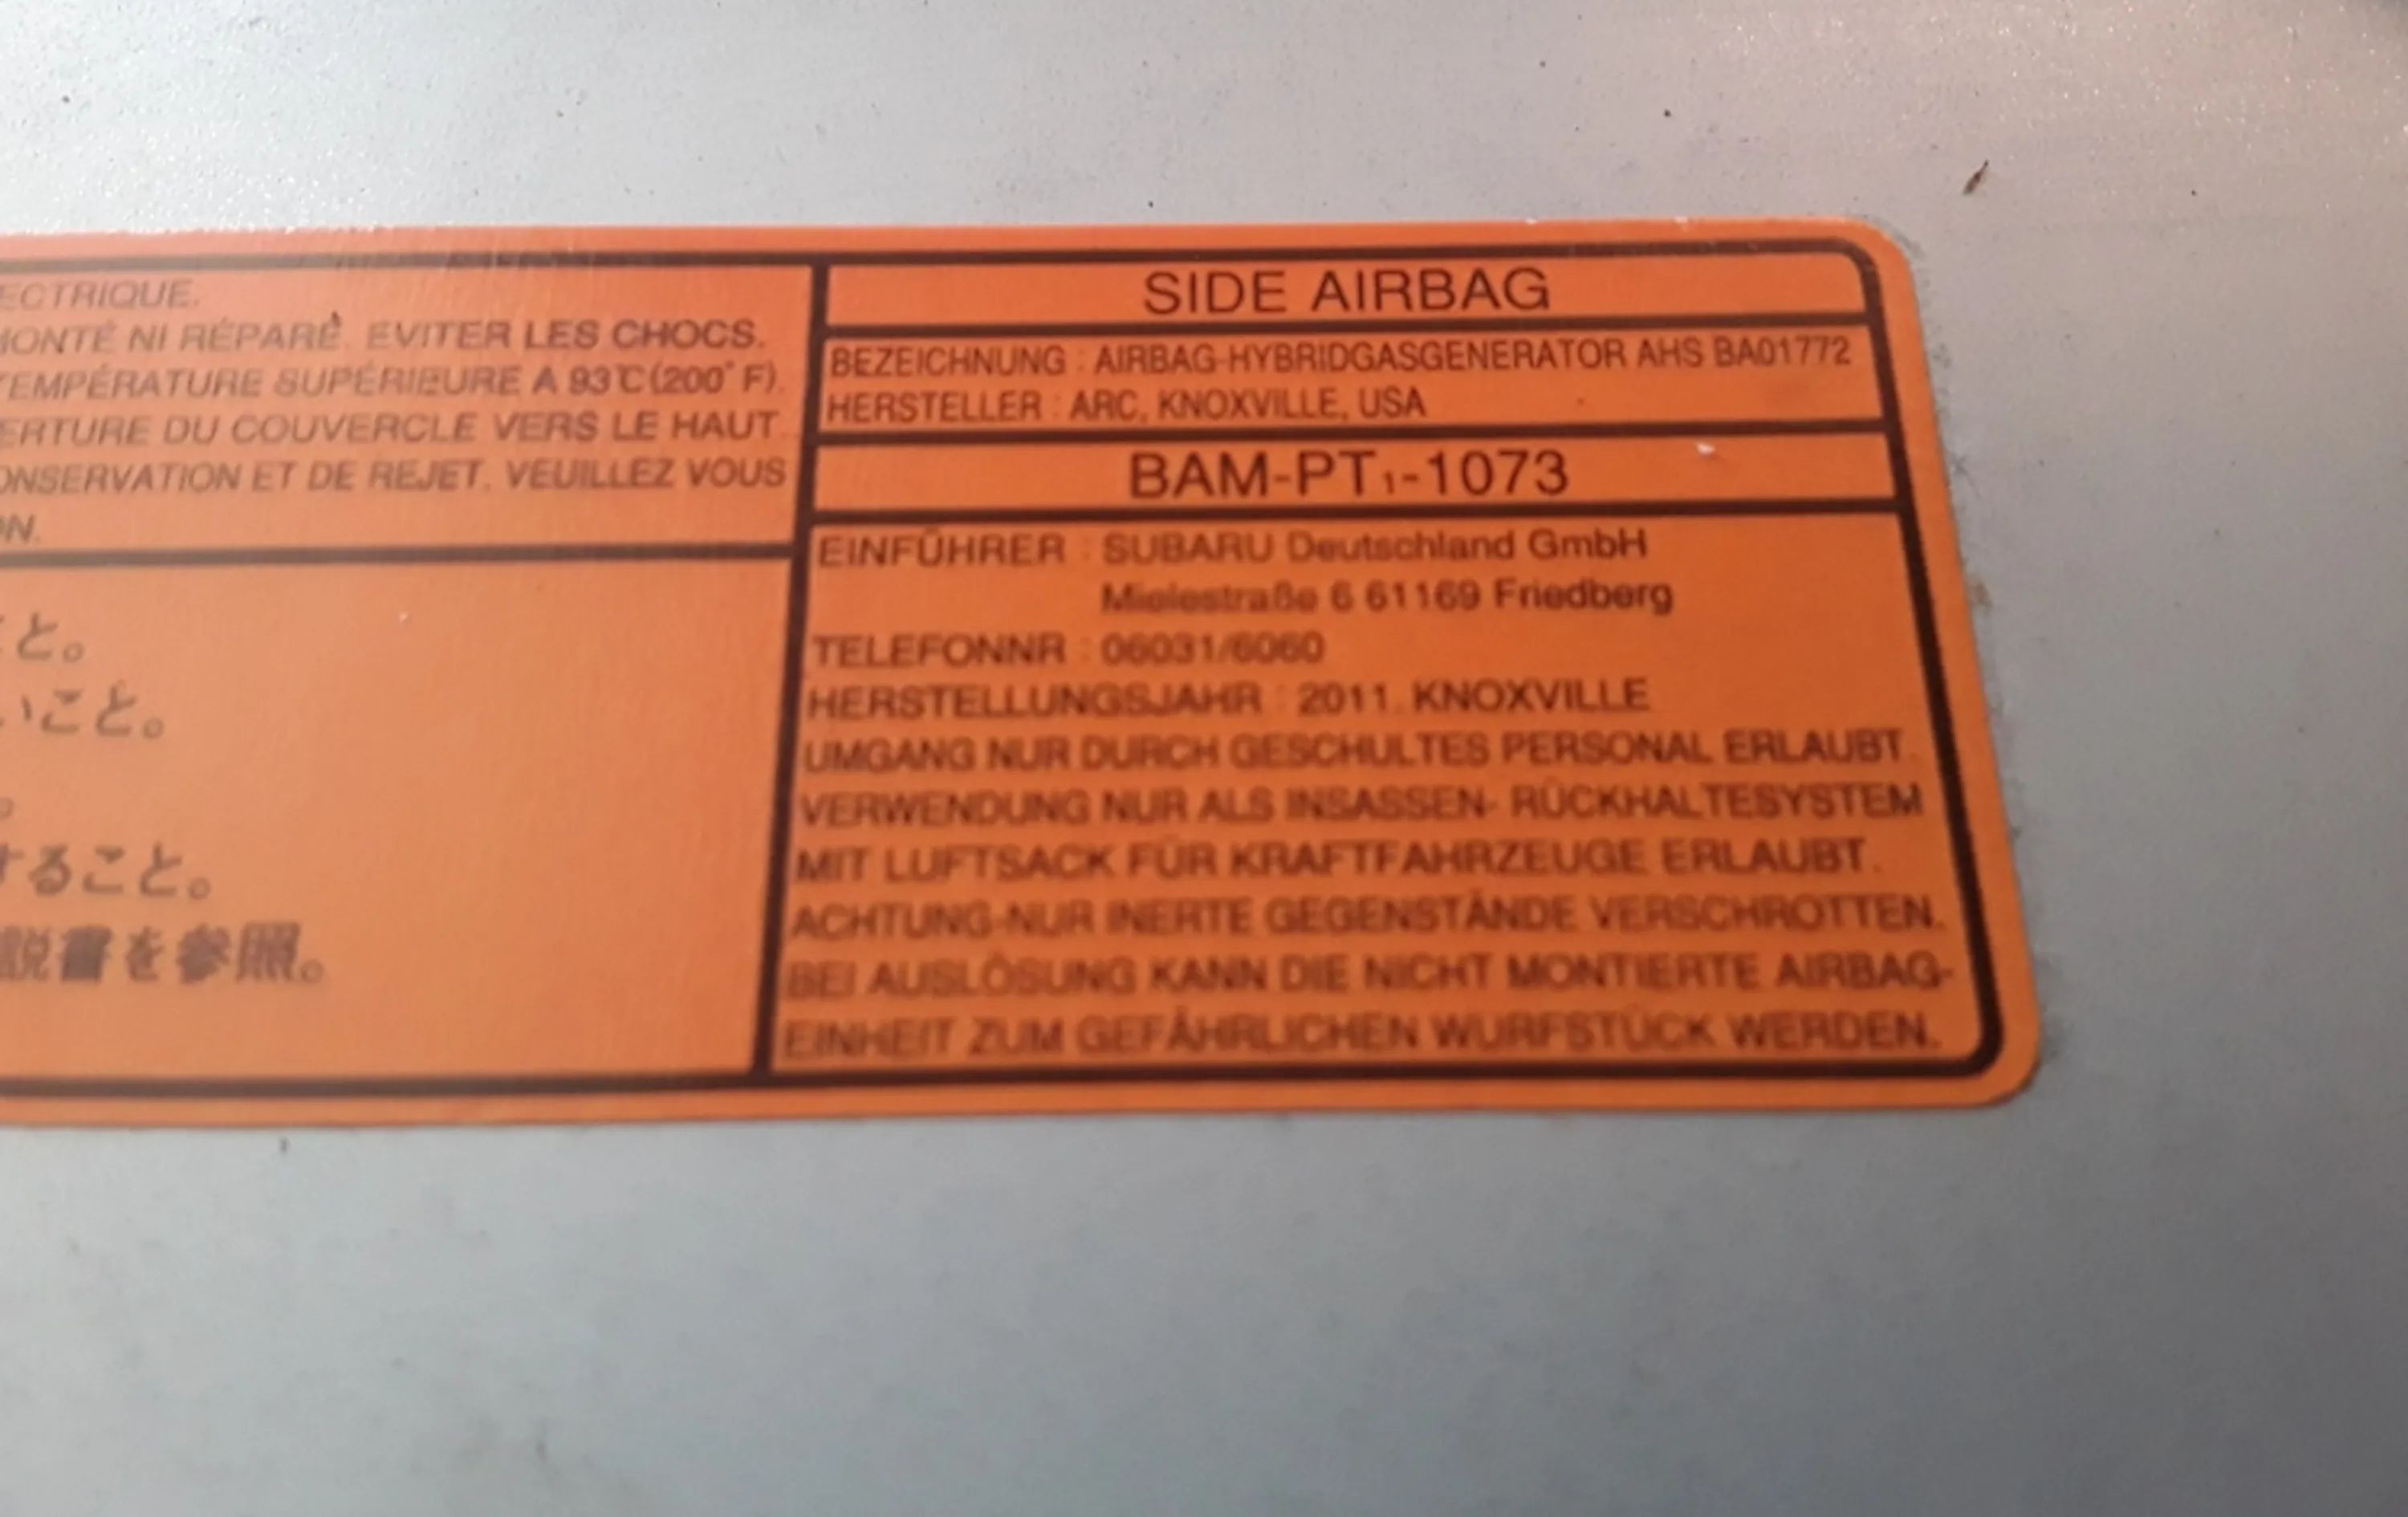 ECTRIQUE.
MONTÉ NI RÉPARÉ. EVITER LES CHOCS.
TEMPÉRATURE SUPÉRIEURE A 93℃(200°F).
ERTURE DU COUVERCLE VERS LE HAUT
ONSERVATION ET DE REJET. VEUILLEZ VOUS
ON.
こと。
いこと。
。
すること。
説書を参照。
SIDE AIRBAG
BEZEICHNUNG : AIRBAG-HYBRIDGASGENERATOR AHS BA01772
HERSTELLER : ARC, KNOXVILLE, USA
BAM-PT₁-1073
EINFÜHRER : SUBARU Deutschland GmbH
Mielestraße 6 61169 Friedberg
TELEFONNR : 06031/6060
HERSTELLUNGSJAHR : 2011. KNOXVILLE
UMGANG NUR DURCH GESCHULTES PERSONAL ERLAUBT.
VERWENDUNG NUR ALS INSASSEN- RÜCKHALTESYSTEM
MIT LUFTSACK FÜR KRAFTFAHRZEUGE ERLAUBT.
ACHTUNG-NUR INERTE GEGENSTÄNDE VERSCHROTTEN.
BEI AUSLÖSUNG KANN DIE NICHT MONTIERTE AIRBAG-
EINHEIT ZUM GEFÄHRLICHEN WURFSTÜCK WERDEN.